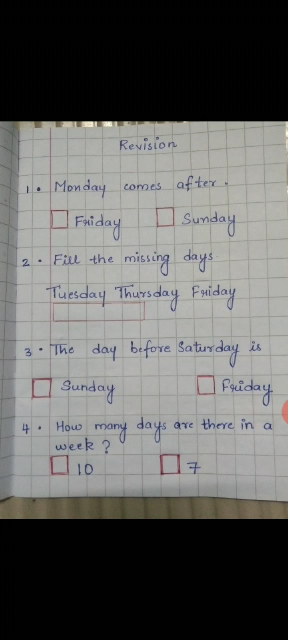 Revision
1. Monday comes after.
Friday Sunday
2. Fill the missing days
Tuesday Thursday Friday
3. The day before Saturday is
Sunday Friday
4. How many days are there in a
week?
10 7